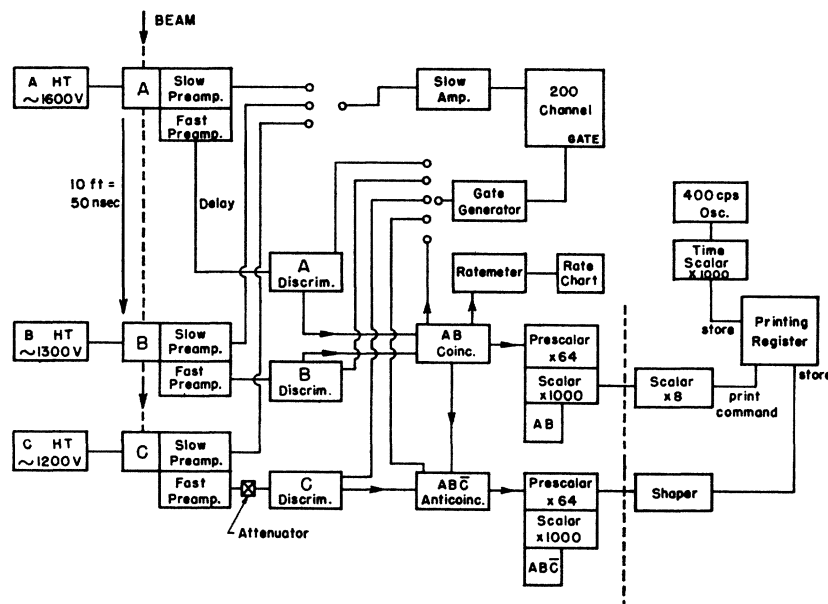 BEAM
A HT
~1600V
A
Slow
Preamp.
Fast
Preamp.
Slow
Amp.
200
Channel
GATE
10 ft =
50 nsec
Delay
Gate
Generator
400 cps
Osc.
Time
Scalar
x1000
A
Discrim.
Ratemeter
Rate
Chart
B HT
~1300V
B
Slow
Preamp.
Fast
Preamp.
B
Discrim.
AB
Coinc.
Prescalar
x64
Scalar
x1000
AB
store
Printing
Register
store
Scalar
x8
print
command
C HT
~1200V
C
Slow
Preamp.
Fast
Preamp.
Attenuator
C
Discrim.
ABC̅
Anticoinc.
Prescalar
x64
Scalar
x1000
ABC̅
Shaper